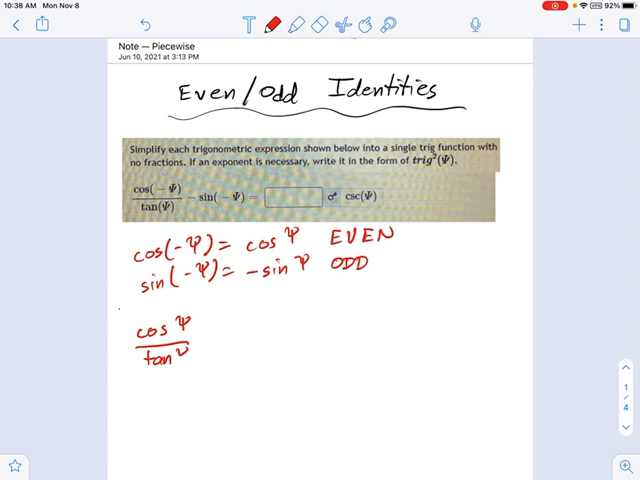 10:38 AM Mon Nov 8
92%
Note — Piecewise
Jun 10, 2021 at 3:13 PM
Even/Odd Identities
Simplify each trigonometric expression shown below into a single trig function with
no fractions. If an exponent is necessary, write it in the form of trig²(Ψ).
cos(−Ψ)/tan(Ψ) − sin(−Ψ) = csc(Ψ)
cos(-Ψ) = cos Ψ EVEN
sin(-Ψ) = -sin Ψ ODD
cos Ψ
tan Ψ
1
/
4